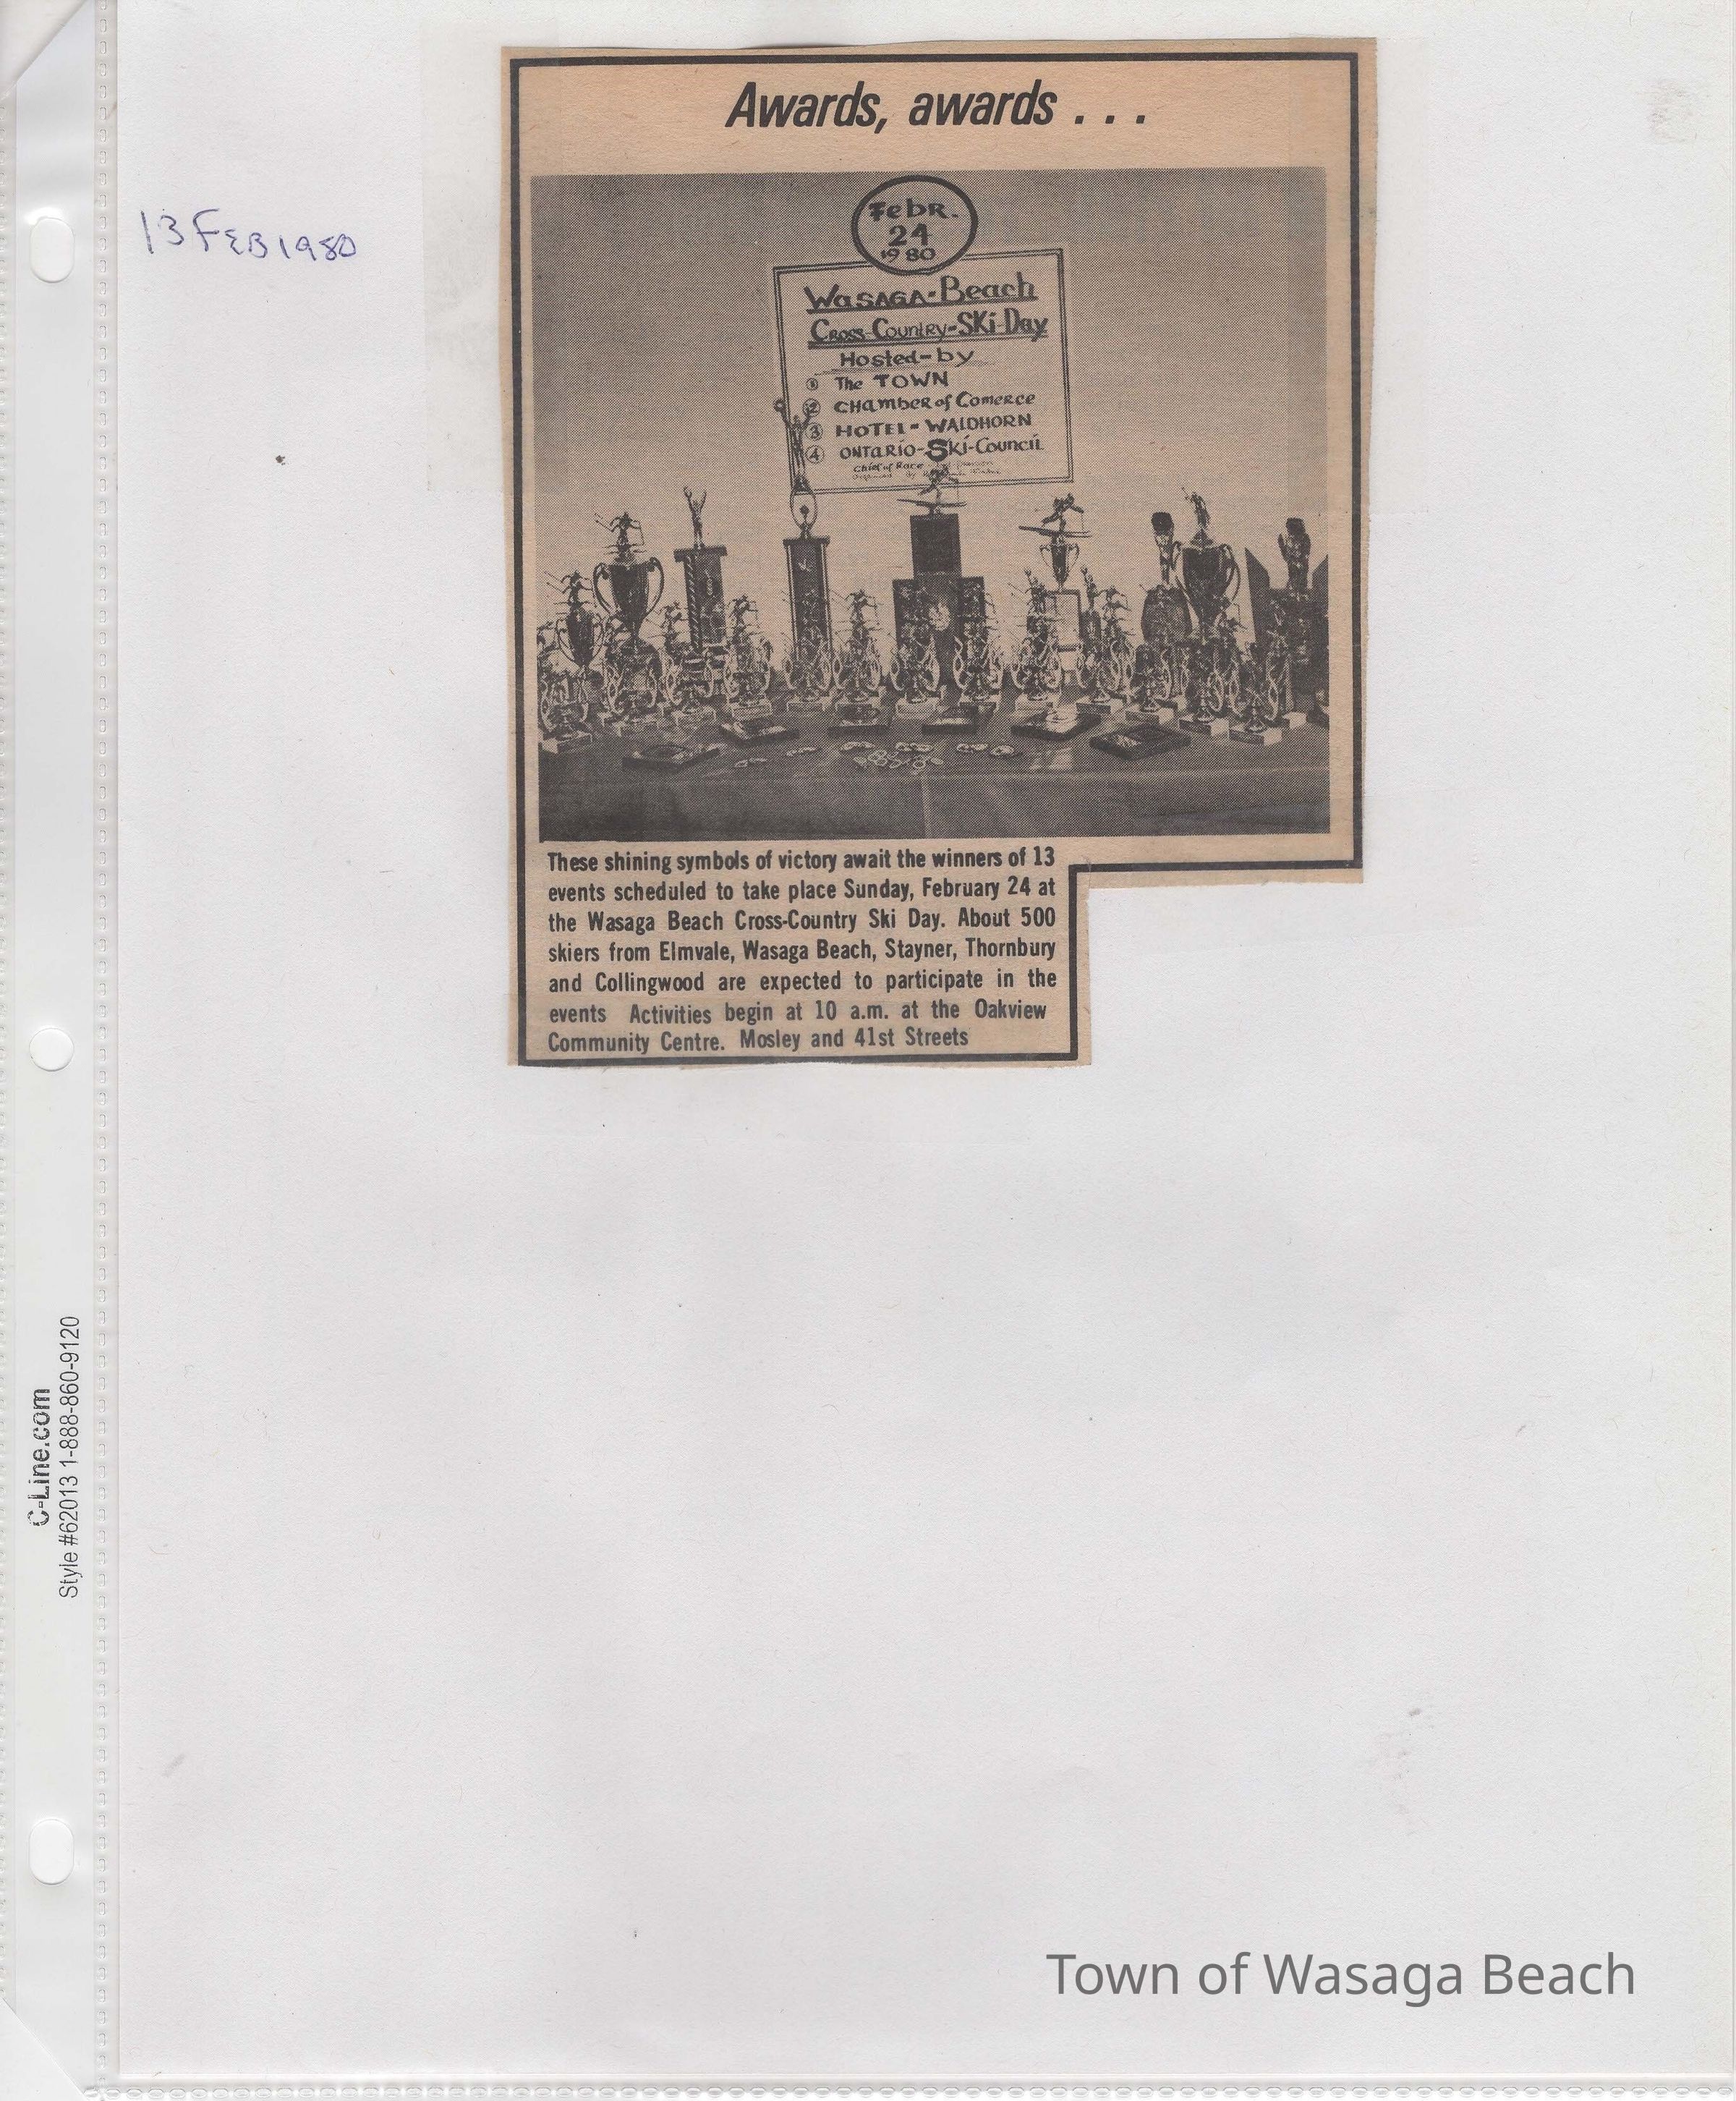 Awards, awards . . .
13 FEB 1980
Febr.
24
1980
Wasaga-Beach
Cross-Country-Ski-Day
Hosted-by
① The TOWN
② CHamber of Comerce
③ HOTEL-WALDHORN
④ ONTARIO-Ski-Council
Chief of Race
These shining symbols of victory await the winners of 13
events scheduled to take place Sunday, February 24 at
the Wasaga Beach Cross-Country Ski Day. About 500
skiers from Elmvale, Wasaga Beach, Stayner, Thornbury
and Collingwood are expected to participate in the
events Activities begin at 10 a.m. at the Oakview
Community Centre. Mosley and 41st Streets
C-Line.com
Style #62013 1-888-860-9120
Town of Wasaga Beach